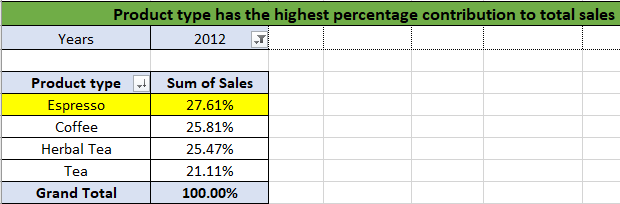 Product type has the highest percentage contribution to total sales
Years 2012
Product type Sum of Sales
Espresso 27.61%
Coffee 25.81%
Herbal Tea 25.47%
Tea 21.11%
Grand Total 100.00%